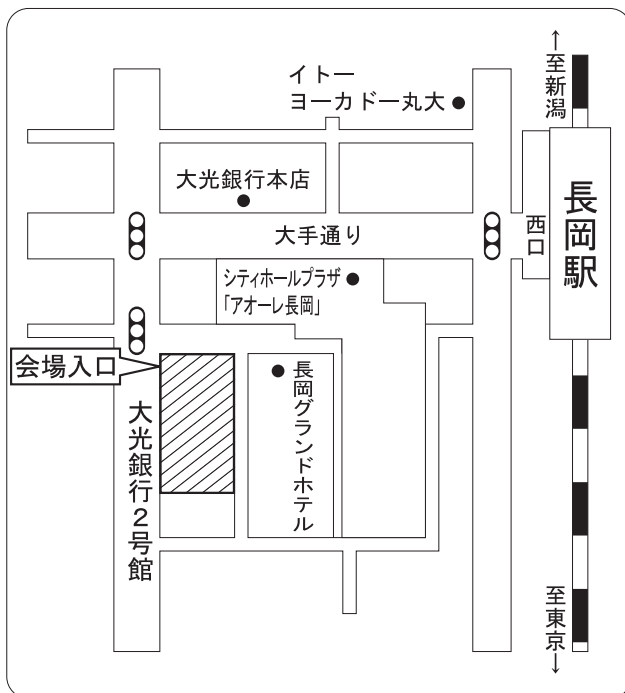 ←至新潟
イトー
ヨーカドー丸大
大光銀行本店
長岡駅
西口
大手通り
シティホールプラザ
「アオーレ長岡」
会場入口
長岡グランドホテル
大光銀行2号館
至東京→